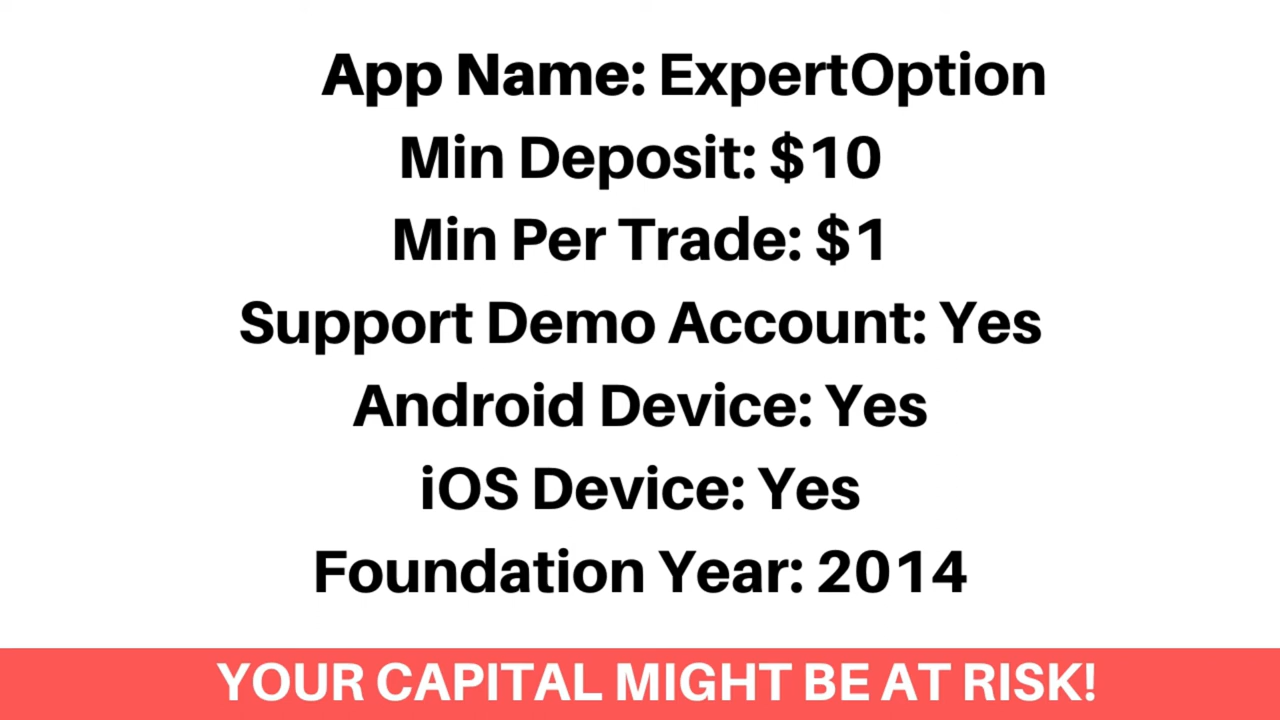 App Name: ExpertOption
Min Deposit: $10
Min Per Trade: $1
Support Demo Account: Yes
Android Device: Yes
iOS Device: Yes
Foundation Year: 2014
YOUR CAPITAL MIGHT BE AT RISK!